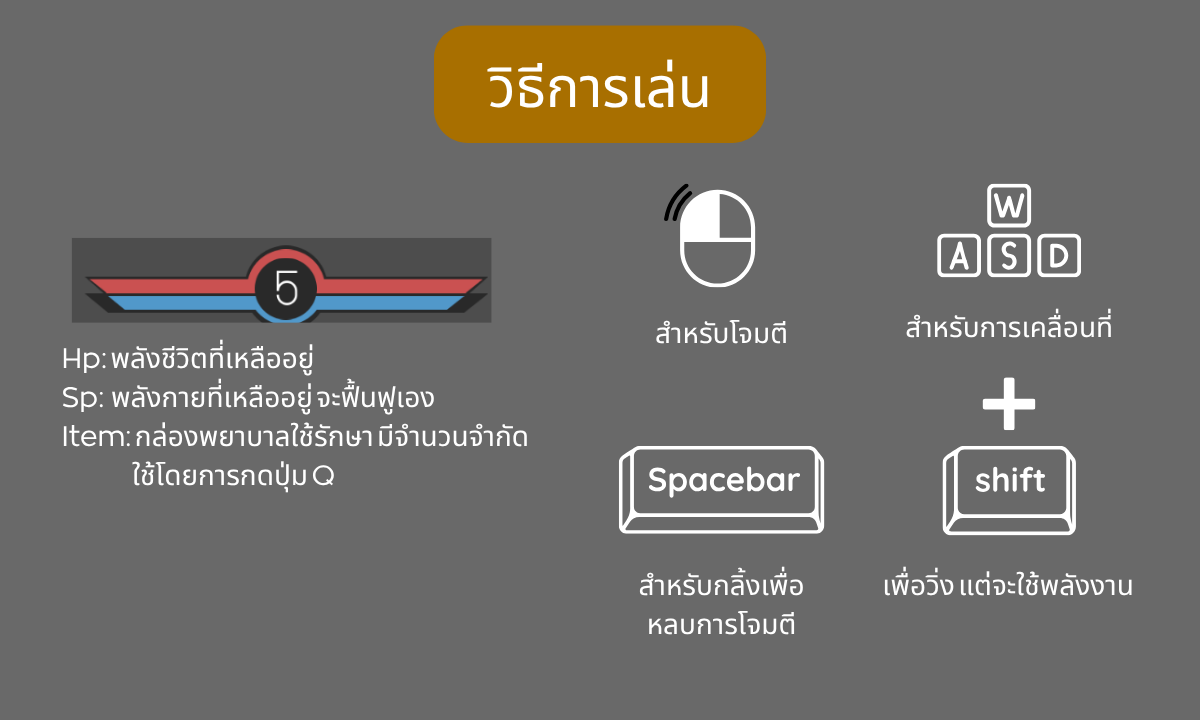 วิธีการเล่น
5
Hp: พลังชีวิตที่เหลืออยู่
Sp: พลังกายที่เหลืออยู่ จะฟื้นฟูเอง
Item: กล่องพยาบาลใช้รักษา มีจำนวนจำกัด
ใช้โดยการกดปุ่ม Q
สำหรับโจมตี
W
A S D
สำหรับการเคลื่อนที่
+
Spacebar
สำหรับกลิ้งเพื่อ
หลบการโจมตี
shift
เพื่อวิ่ง แต่จะใช้พลังงาน